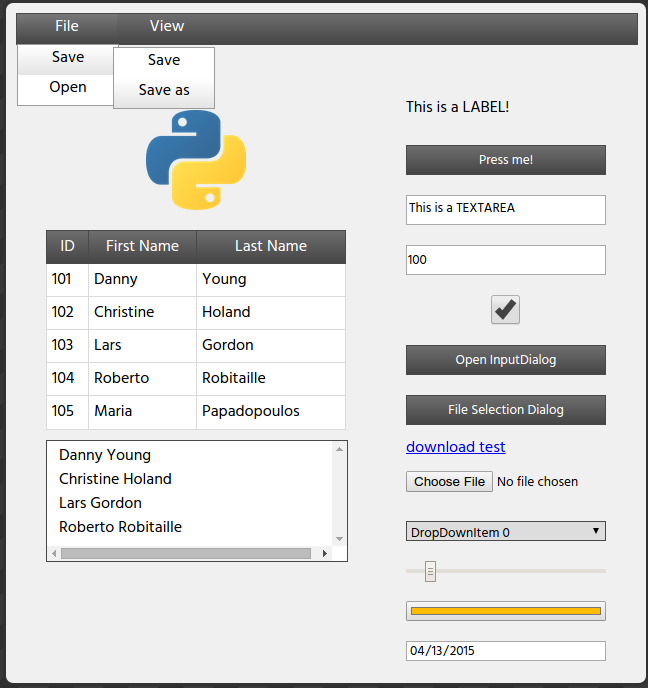 File View
Save
Open
Save
Save as
ID First Name Last Name
101 Danny Young
102 Christine Holand
103 Lars Gordon
104 Roberto Robitaille
105 Maria Papadopoulos
Danny Young
Christine Holand
Lars Gordon
Roberto Robitaille
This is a LABEL!
Press me!
This is a TEXTAREA
100
Open InputDialog
File Selection Dialog
download test
Choose File No file chosen
DropDownItem 0
04/13/2015